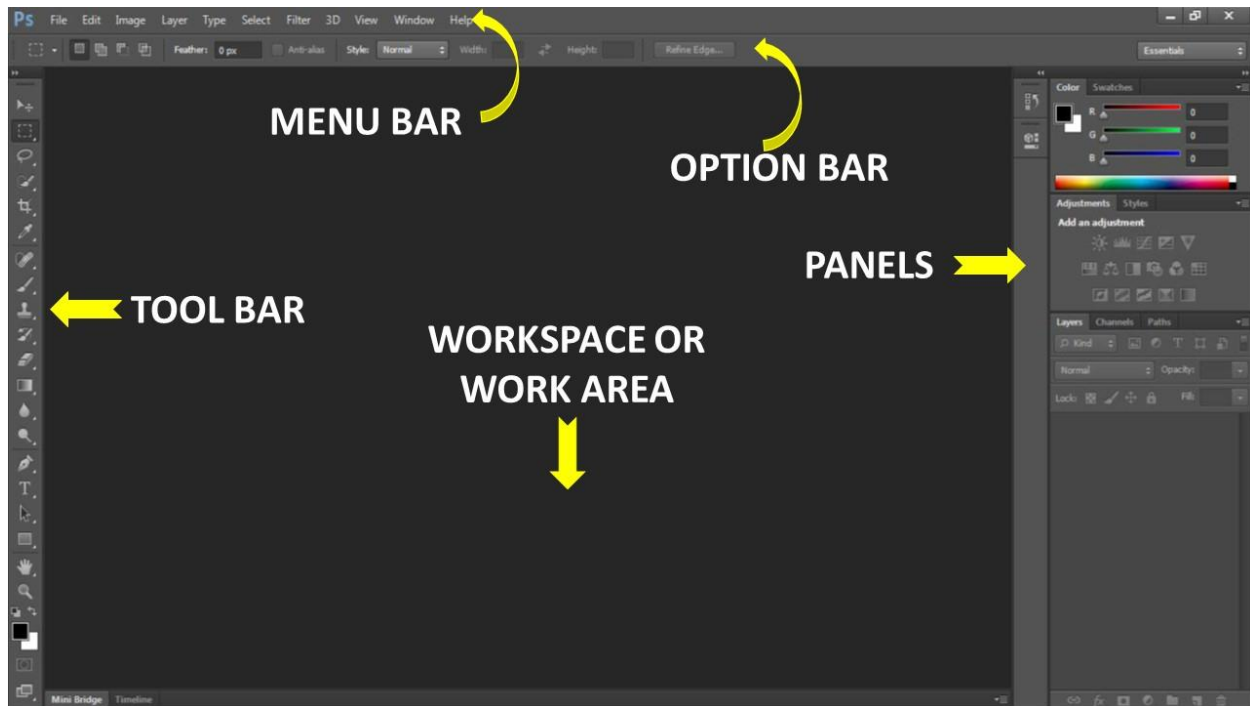 Ps File Edit Image Layer Type Select Filter 3D View Window Help
Feather: 0 px Anti-alias Style: Normal Width: Height: Refine Edge... Essentials
Color Swatches
R 0
G 0
B 0
MENU BAR
OPTION BAR
Adjustments Styles
Add an adjustment
PANELS
TOOL BAR
WORKSPACE OR
WORK AREA
Layers Channels Paths
Kind
Normal Opacity:
Lock: Fill:
Mini Bridge Timeline